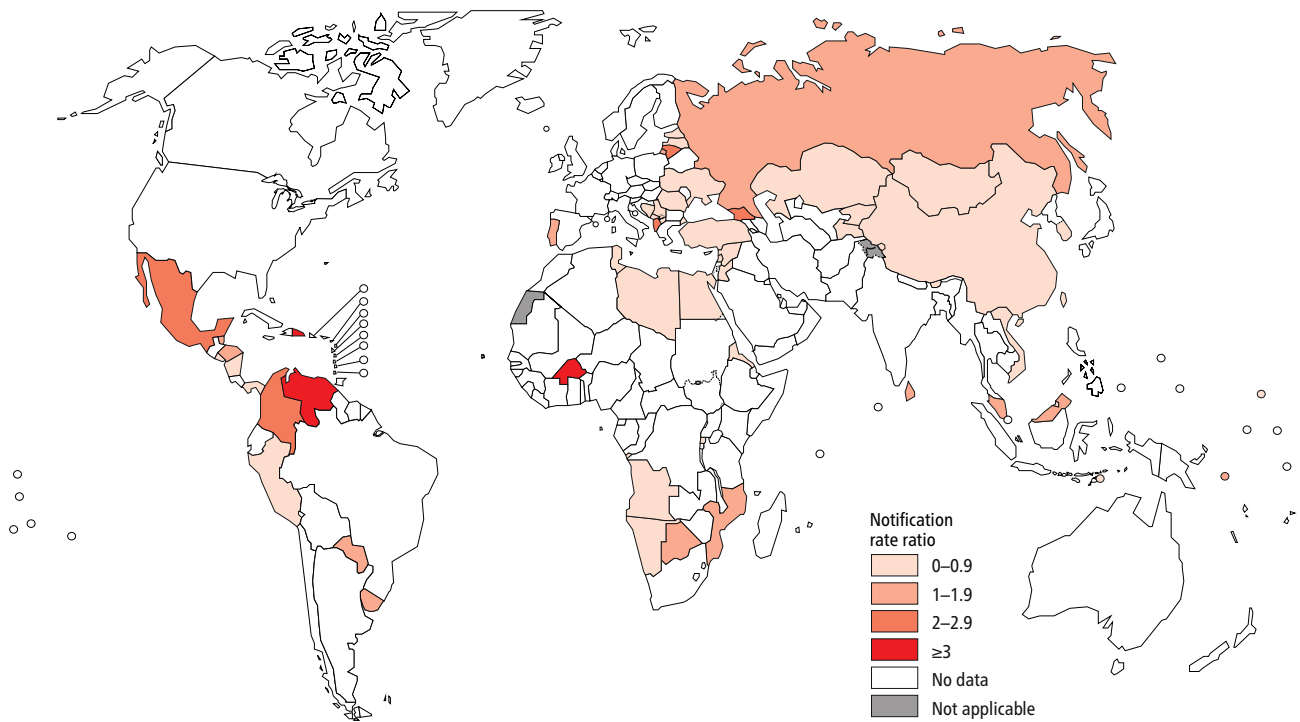 Notification
rate ratio
0–0.9
1–1.9
2–2.9
≥3
No data
Not applicable